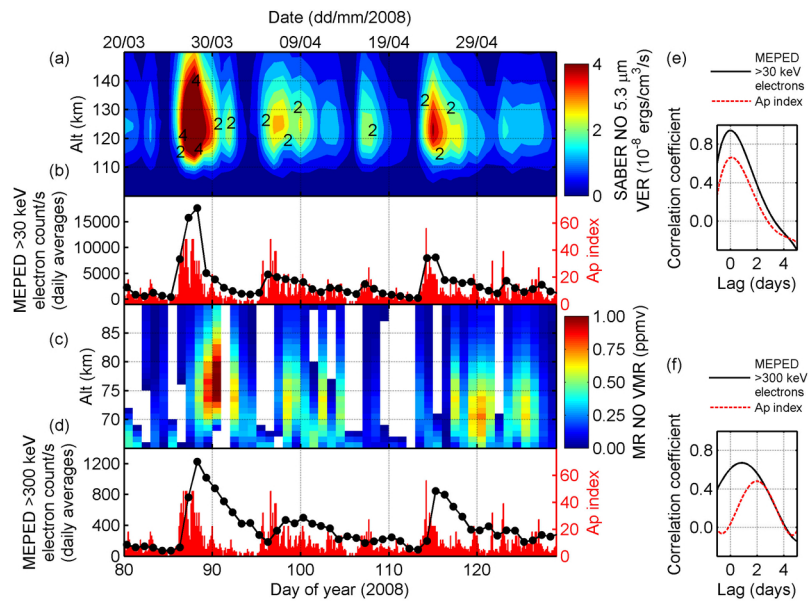 Date (dd/mm/2008)
20/03 30/03 09/04 19/04 29/04
(a)
Alt (km)
140
130
120
110
4 2 4 2 2 2 2 2 2 2 2
4
2
0
SABER NO 5.3 µm
VER (10⁻⁸ ergs/cm³/s)
(b)
MEPED >30 keV
electron count/s
(daily averages)
15000
10000
5000
0
60
40
20
0
Ap index
(c)
Alt (km)
85
80
75
70
1.00
0.75
0.50
0.25
0.00
MR NO VMR (ppmv)
(d)
MEPED >300 keV
electron count/s
(daily averages)
1200
800
400
0
60
40
20
0
Ap index
80 90 100 110 120
Day of year (2008)
(e)
MEPED
>30 keV
electrons
Ap index
Correlation coefficient
0.8
0.4
0.0
0 2 4
Lag (days)
(f)
MEPED
>300 keV
electrons
Ap index
Correlation coefficient
0.8
0.4
0.0
0 2 4 6
Lag (days)